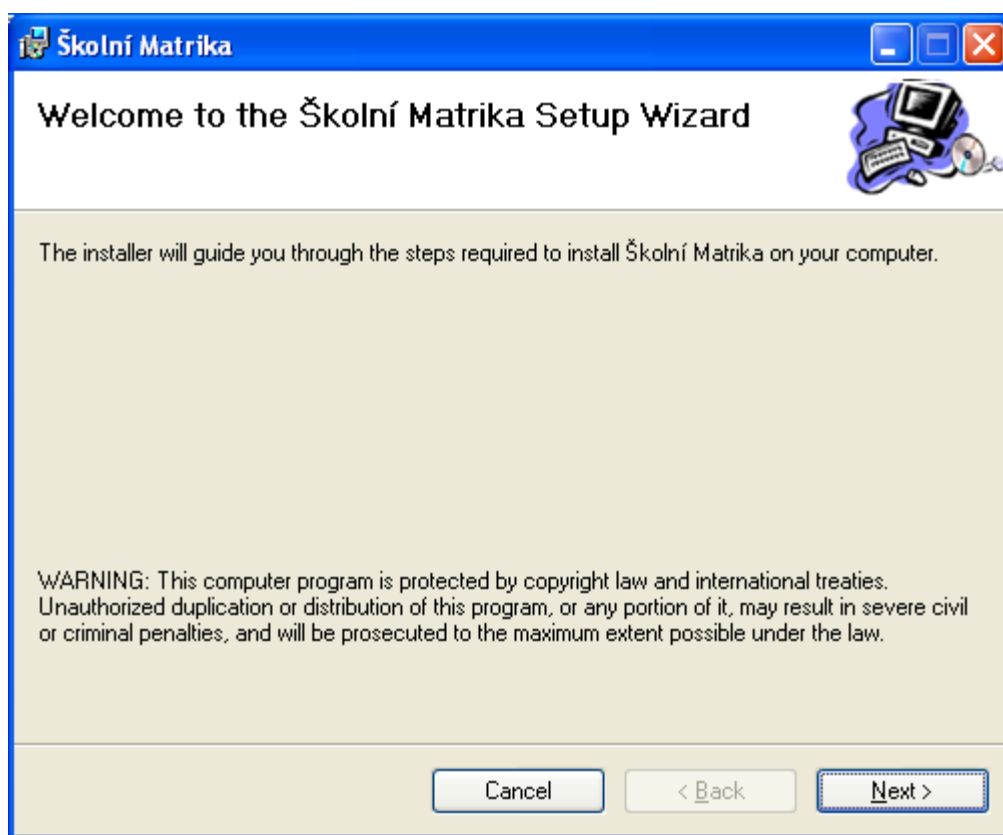 Školní Matrika
Welcome to the Školní Matrika Setup Wizard
The installer will guide you through the steps required to install Školní Matrika on your computer.
WARNING: This computer program is protected by copyright law and international treaties.
Unauthorized duplication or distribution of this program, or any portion of it, may result in severe civil
or criminal penalties, and will be prosecuted to the maximum extent possible under the law.
Cancel < Back Next >